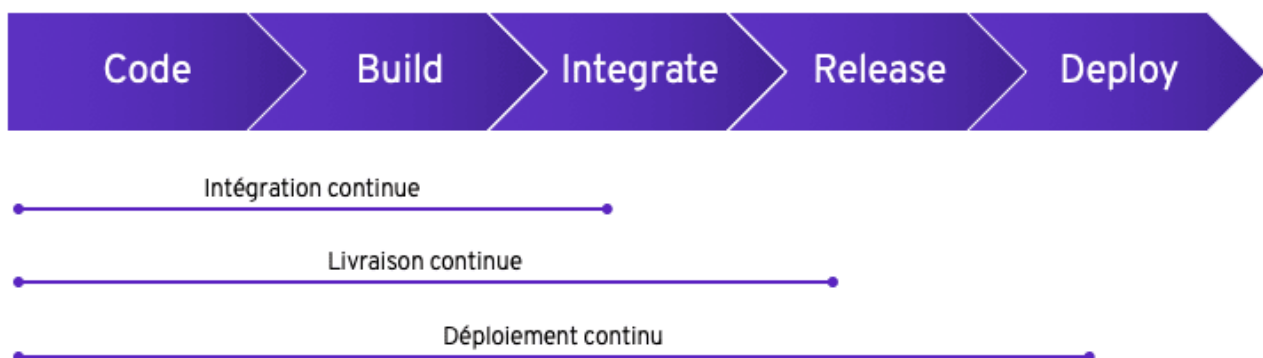 Code Build Integrate Release Deploy
Intégration continue
Livraison continue
Déploiement continu